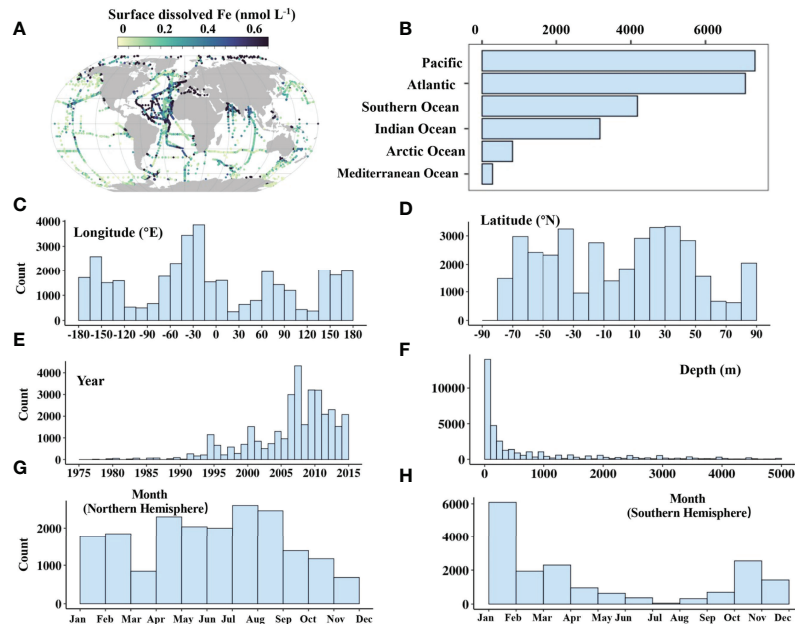 A
Surface dissolved Fe (nmol L⁻¹)
0 0.2 0.4 0.6
B
0 2000 4000 6000
Pacific
Atlantic
Southern Ocean
Indian Ocean
Arctic Ocean
Mediterranean Ocean
C
Longitude (°E)
Count
4000
3000
2000
1000
0
-180 -150 -120 -90 -60 -30 0 30 60 90 120 150 180
D
Latitude (°N)
3000
2000
1000
0
-90 -70 -50 -30 -10 10 30 50 70 90
E
Year
Count
4000
3000
2000
1000
0
1975 1980 1985 1990 1995 2000 2005 2010 2015
F
Depth (m)
10000
5000
0
0 1000 2000 3000 4000 5000
G
Month
(Northern Hemisphere)
Count
2000
1000
0
Jan Feb Mar Apr May Jun Jul Aug Sep Oct Nov Dec
H
Month
(Southern Hemisphere)
6000
4000
2000
0
Jan Feb Mar Apr May Jun Jul Aug Sep Oct Nov Dec